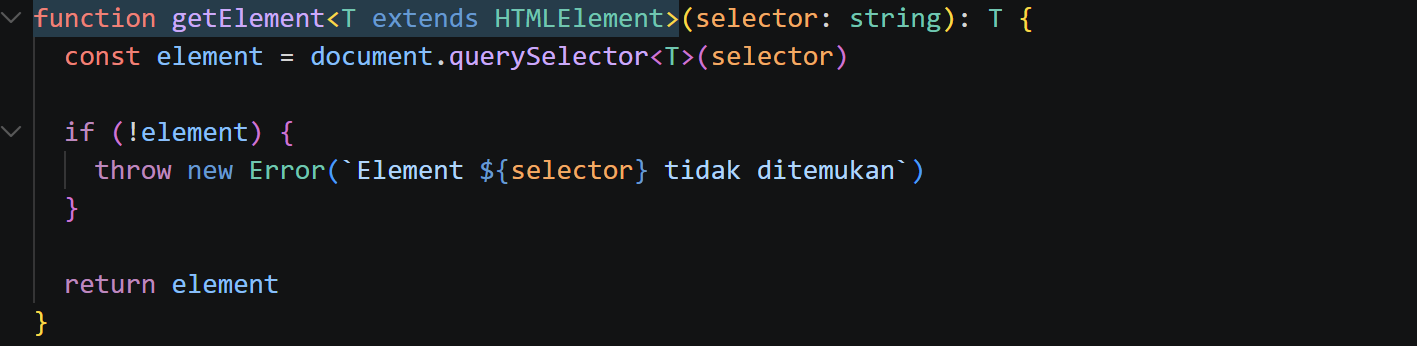 function getElement<T extends HTMLElement>(selector: string): T {
const element = document.querySelector<T>(selector)
if (!element) {
throw new Error(`Element ${selector} tidak ditemukan`)
}
return element
}